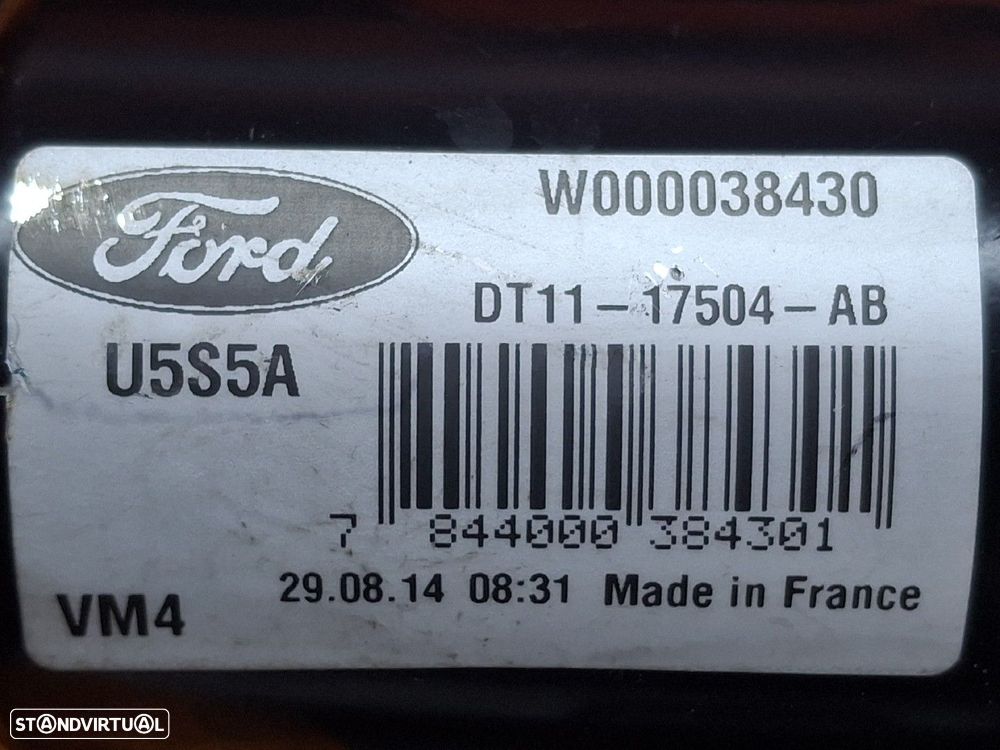 Ford
W000038430
DT11-17504-AB
U5S5A
7 844000 384301
29.08.14 08:31 Made in France
VM4
STANDVIRTUAL